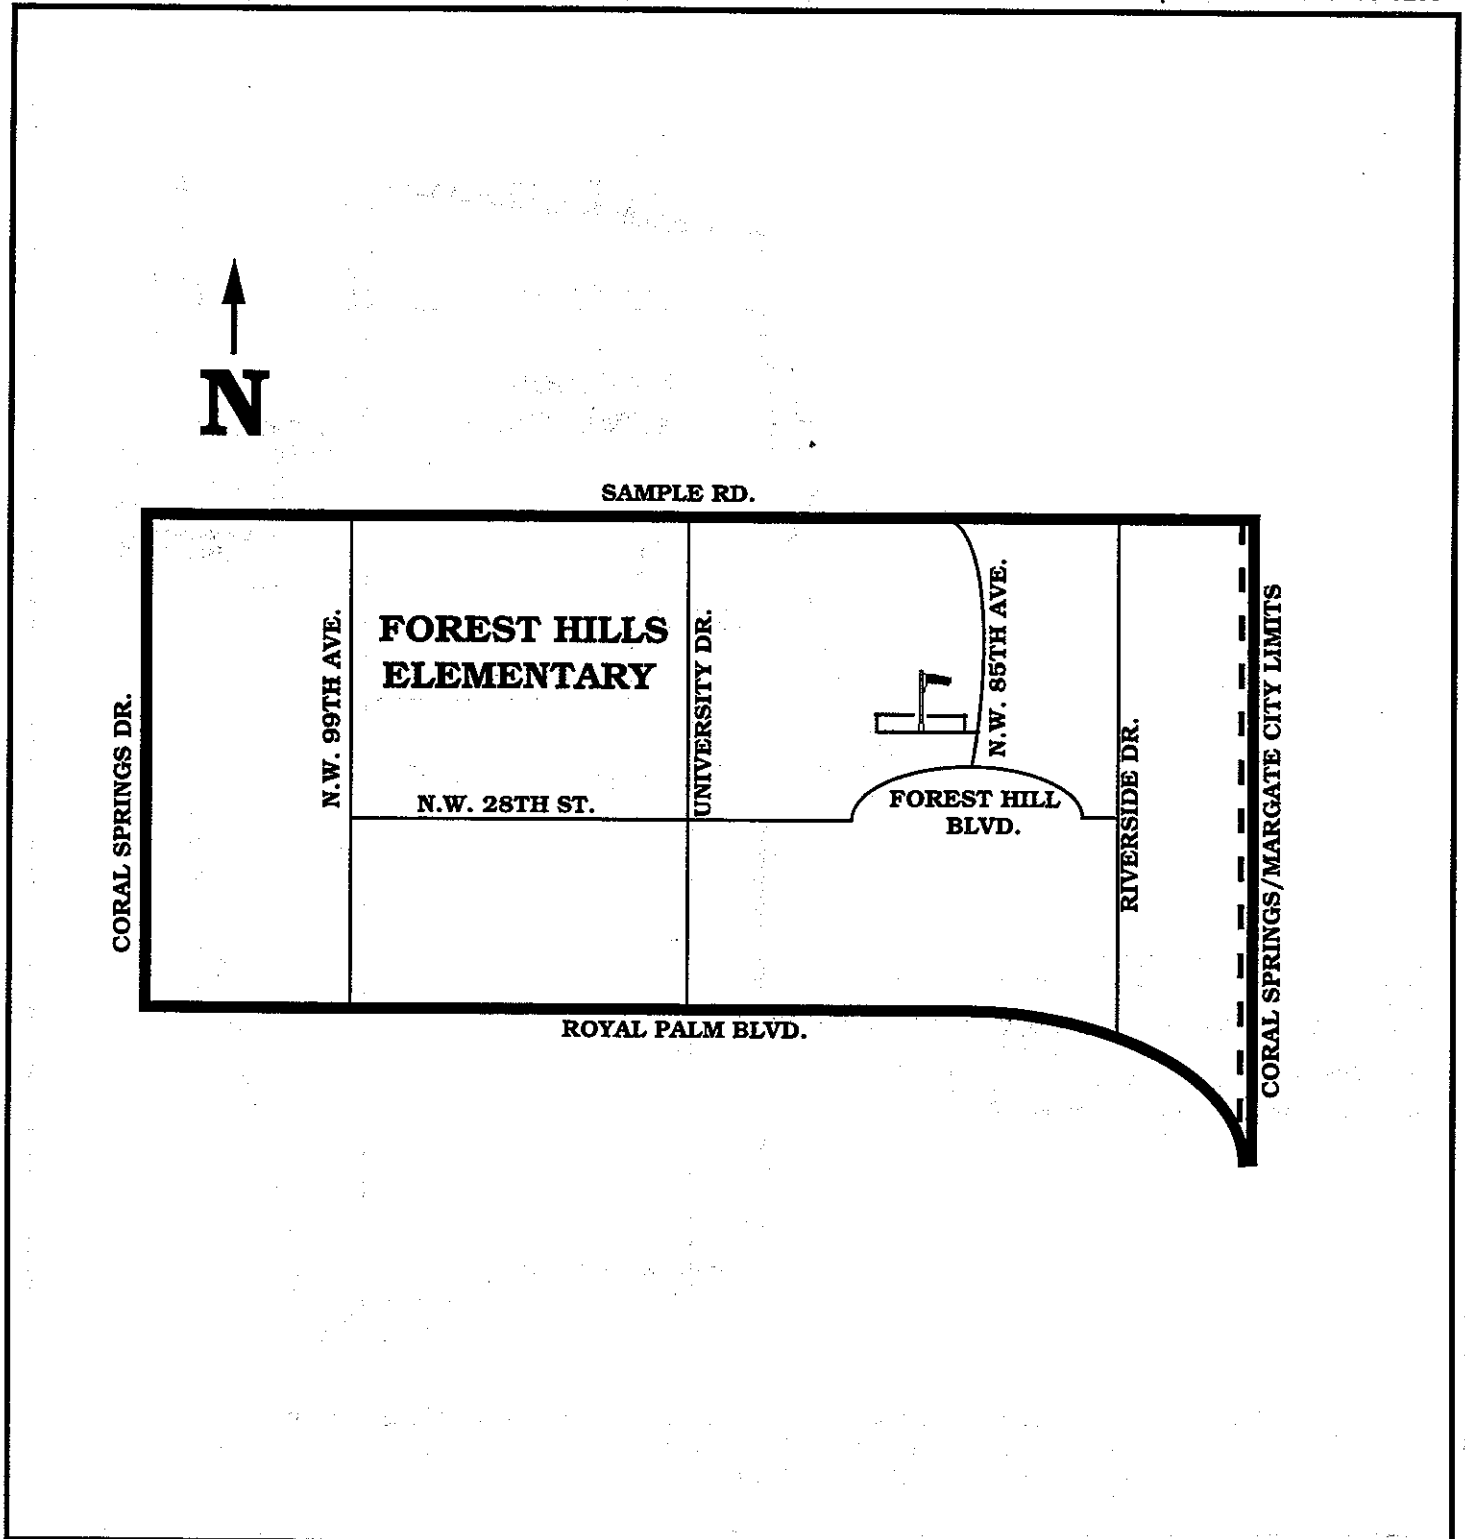 N
SAMPLE RD.
FOREST HILLS
ELEMENTARY
CORAL SPRINGS DR.
N.W. 99TH AVE.
UNIVERSITY DR.
N.W. 85TH AVE.
RIVERSIDE DR.
CORAL SPRINGS/MARGATE CITY LIMITS
N.W. 28TH ST.
FOREST HILL
BLVD.
ROYAL PALM BLVD.